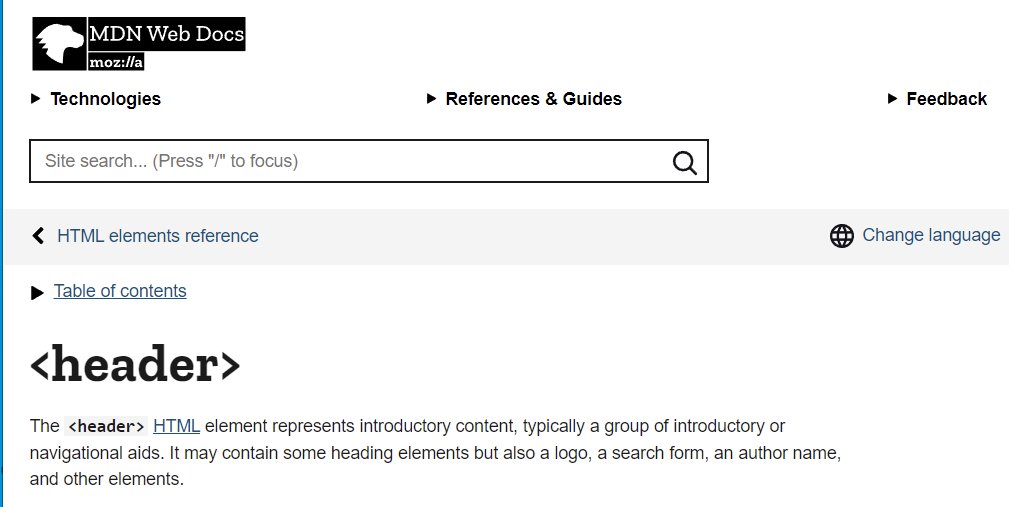 MDN Web Docs
moz://a
Technologies
References & Guides
Feedback
Site search... (Press "/" to focus)
HTML elements reference
Change language
Table of contents
<header>
The <header> HTML element represents introductory content, typically a group of introductory or
navigational aids. It may contain some heading elements but also a logo, a search form, an author name,
and other elements.